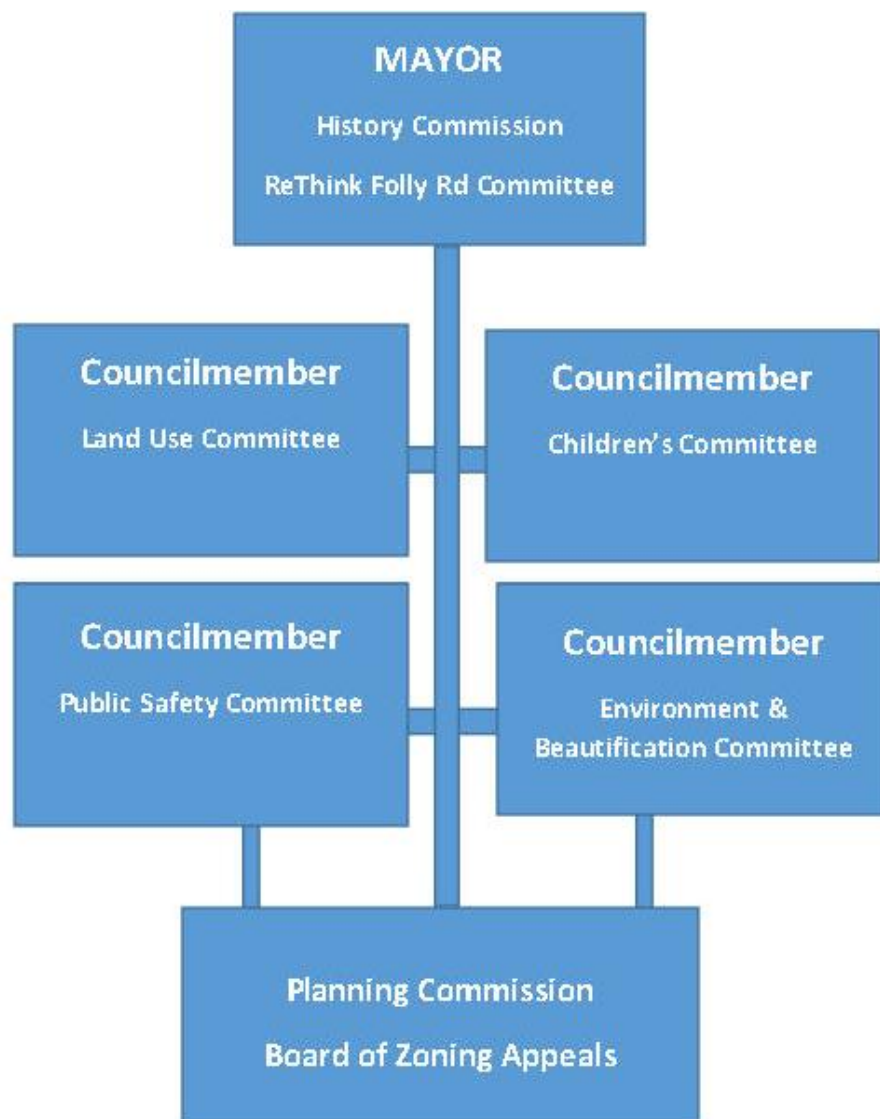 MAYOR
History Commission
ReThink Folly Rd Committee
Councilmember
Land Use Committee
Councilmember
Children's Committee
Councilmember
Public Safety Committee
Councilmember
Environment &
Beautification Committee
Planning Commission
Board of Zoning Appeals